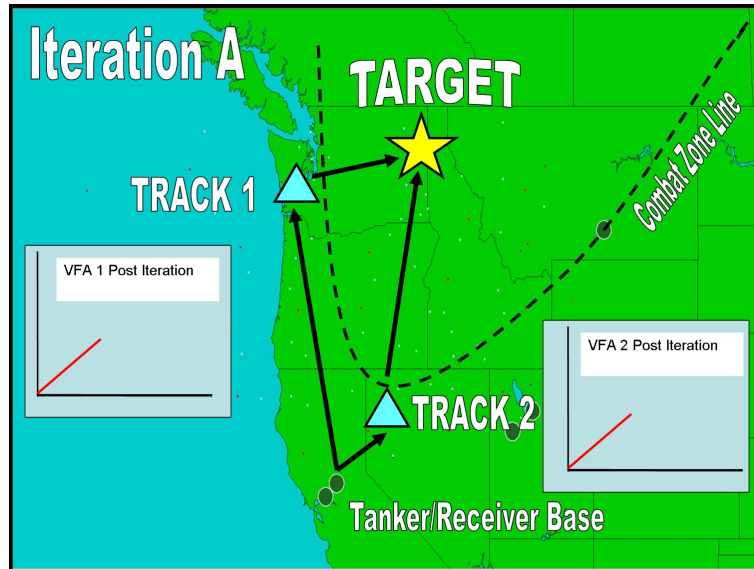 Iteration A
TARGET
Combat Zone Line
TRACK 1
VFA 1 Post Iteration
VFA 2 Post Iteration
TRACK 2
Tanker/Receiver Base